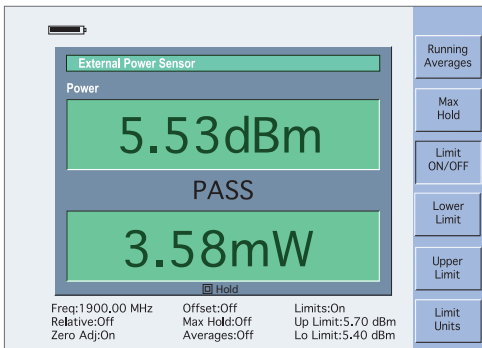 External Power Sensor
Power
5.53dBm
PASS
3.58mW
Hold
Freq:1900.00 MHz
Relative:Off
Zero Adj:On
Offset:Off
Max Hold:Off
Averages:Off
Limits:On
Up Limit:5.70 dBm
Lo Limit:5.40 dBm
Running
Averages
Max
Hold
Limit
ON/OFF
Lower
Limit
Upper
Limit
Limit
Units